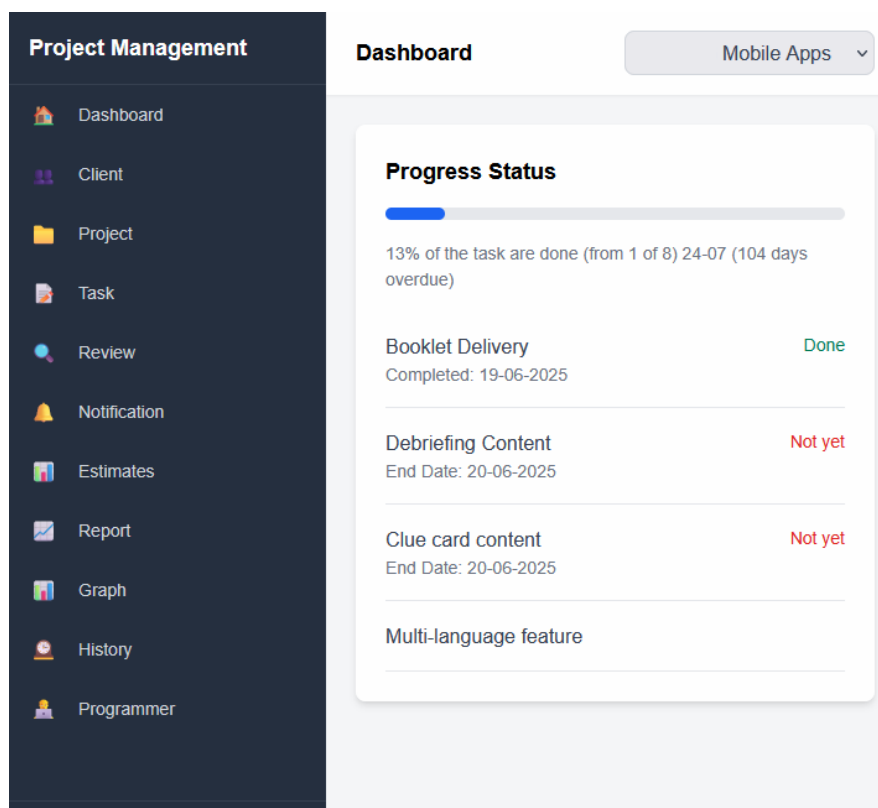 Project Management
Dashboard
Client
Project
Task
Review
Notification
Estimates
Report
Graph
History
Programmer
Dashboard
Mobile Apps
Progress Status
13% of the task are done (from 1 of 8) 24-07 (104 days
overdue)
Booklet Delivery
Done
Completed: 19-06-2025
Debriefing Content
Not yet
End Date: 20-06-2025
Clue card content
Not yet
End Date: 20-06-2025
Multi-language feature